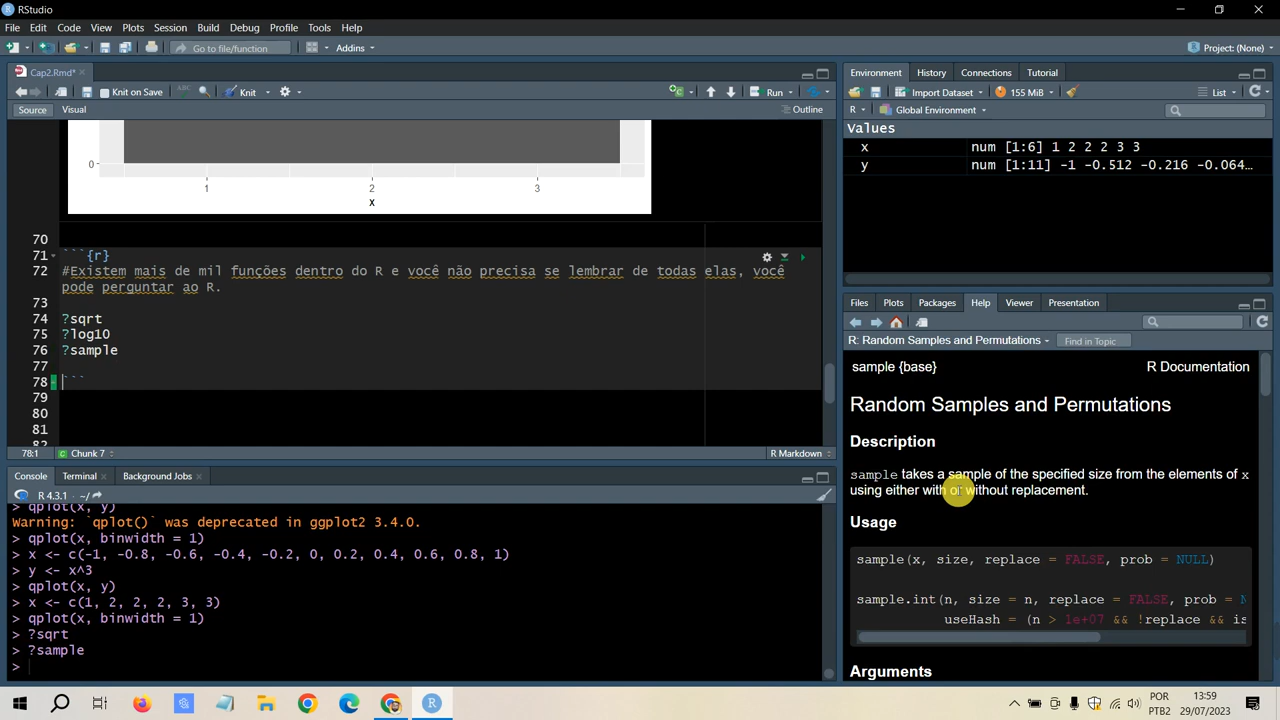 RStudio
File Edit Code View Plots Session Build Debug Profile Tools Help
Go to file/function Addins Project: (None)
Cap2.Rmd*
Knit on Save ABC Knit Run
Source Visual Outline
0
1 2 3
x
70
71 ```{r}
72 #Existem mais de mil funções dentro do R e você não precisa se lembrar de todas elas, você
pode perguntar ao R.
73
74 ?sqrt
75 ?log10
76 ?sample
77
78 ```
79
80
81
82
78:1 Chunk 7 R Markdown
Console Terminal Background Jobs
R 4.3.1 · ~/
> qplot(x, y)
Warning: `qplot()` was deprecated in ggplot2 3.4.0.
> qplot(x, binwidth = 1)
> x <- c(-1, -0.8, -0.6, -0.4, -0.2, 0, 0.2, 0.4, 0.6, 0.8, 1)
> y <- x^3
> qplot(x, y)
> x <- c(1, 2, 2, 2, 3, 3)
> qplot(x, binwidth = 1)
> ?sqrt
> ?sample
>
Environment History Connections Tutorial
Import Dataset 155 MiB List
R Global Environment
Values
x num [1:6] 1 2 2 2 3 3
y num [1:11] -1 -0.512 -0.216 -0.064…
Files Plots Packages Help Viewer Presentation
R: Random Samples and Permutations Find in Topic
sample {base} R Documentation
Random Samples and Permutations
Description
sample takes a sample of the specified size from the elements of x
using either with or without replacement.
Usage
sample(x, size, replace = FALSE, prob = NULL)
sample.int(n, size = n, replace = FALSE, prob = N
useHash = (n > 1e+07 && !replace && is
Arguments
POR
PTB2
13:59
29/07/2023